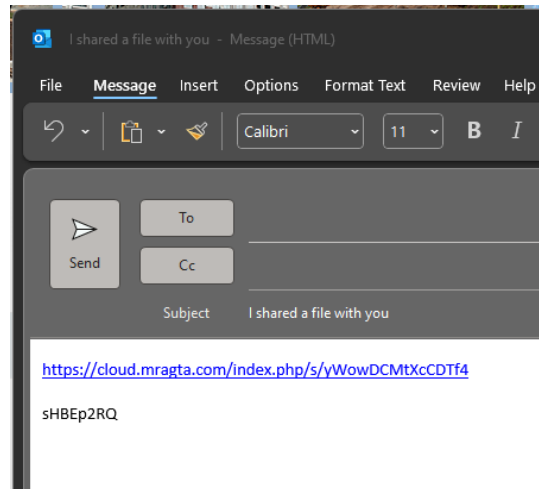 I shared a file with you - Message (HTML)
File Message Insert Options Format Text Review Help
Calibri 11 B I
To
Send
Cc
Subject I shared a file with you
https://cloud.mragta.com/index.php/s/yWowDCMtXcCDTf4
sHBEp2RQ